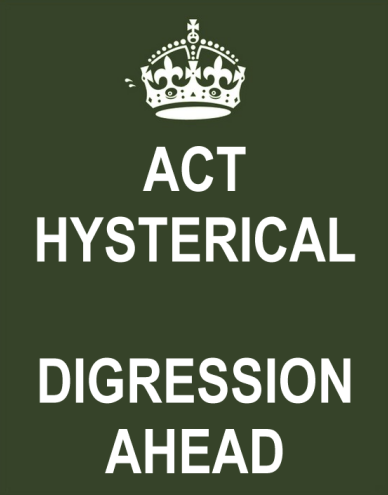 ACT
HYSTERICAL
DIGRESSION
AHEAD